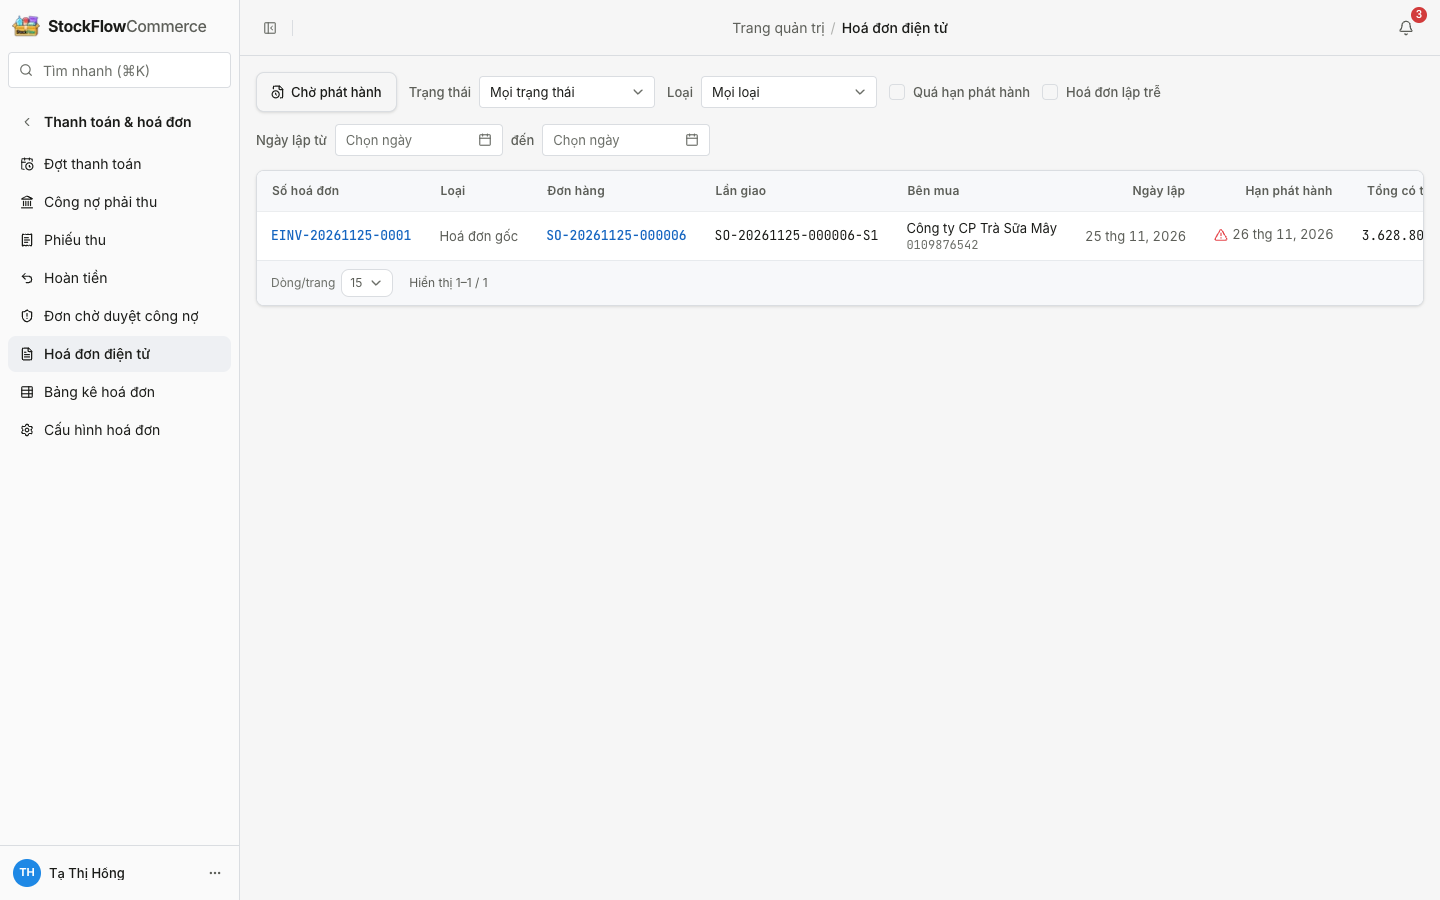 StockFlowCommerce
Tìm nhanh (⌘K)
Thanh toán & hoá đơn
Đợt thanh toán
Công nợ phải thu
Phiếu thu
Hoàn tiền
Đơn chờ duyệt công nợ
Hoá đơn điện tử
Bảng kê hoá đơn
Cấu hình hoá đơn
TH Tạ Thị Hồng
Trang quản trị / Hoá đơn điện tử
3
Chờ phát hành Trạng thái Mọi trạng thái Loại Mọi loại Quá hạn phát hành Hoá đơn lập trễ
Ngày lập từ Chọn ngày đến Chọn ngày
Số hoá đơn Loại Đơn hàng Lần giao Bên mua Ngày lập Hạn phát hành Tổng có t
EINV-20261125-0001 Hoá đơn gốc SO-20261125-000006 SO-20261125-000006-S1 Công ty CP Trà Sữa Mây 25 thg 11, 2026 26 thg 11, 2026 3.628.80
0109876542
Dòng/trang 15 Hiển thị 1–1 / 1